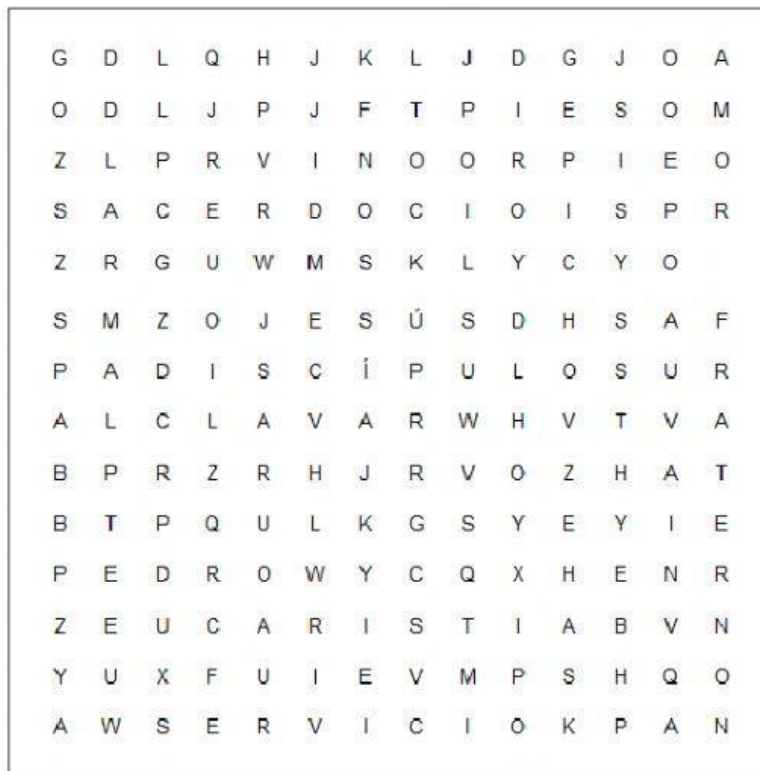 G D L Q H J K L J D G J O A
O D L J P J F T P I E S O M
Z L P R V I N O O R P I E O
S A C E R D O C I O I S P R
Z R G U W M S K L Y C Y O
S M Z O J E S Ú S D H S A F
P A D I S C Í P U L O S U R
A L C L A V A R W H V T V A
B P R Z R H J R V O Z H A T
B T P Q U L K G S Y E Y I E
P E D R O W Y C Q X H E N R
Z E U C A R I S T I A B V N
Y U X F U I E V M P S H Q O
A W S E R V I C I O K P A N